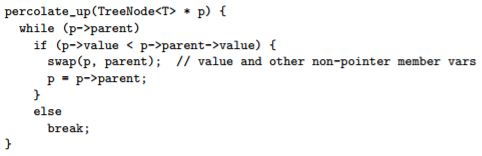 percolate_up(TreeNode<T> * p) {
  while (p->parent)
    if (p->value < p->parent->value) {
      swap(p, parent);  // value and other non-pointer member vars
      p = p->parent;
    }
    else
      break;
}